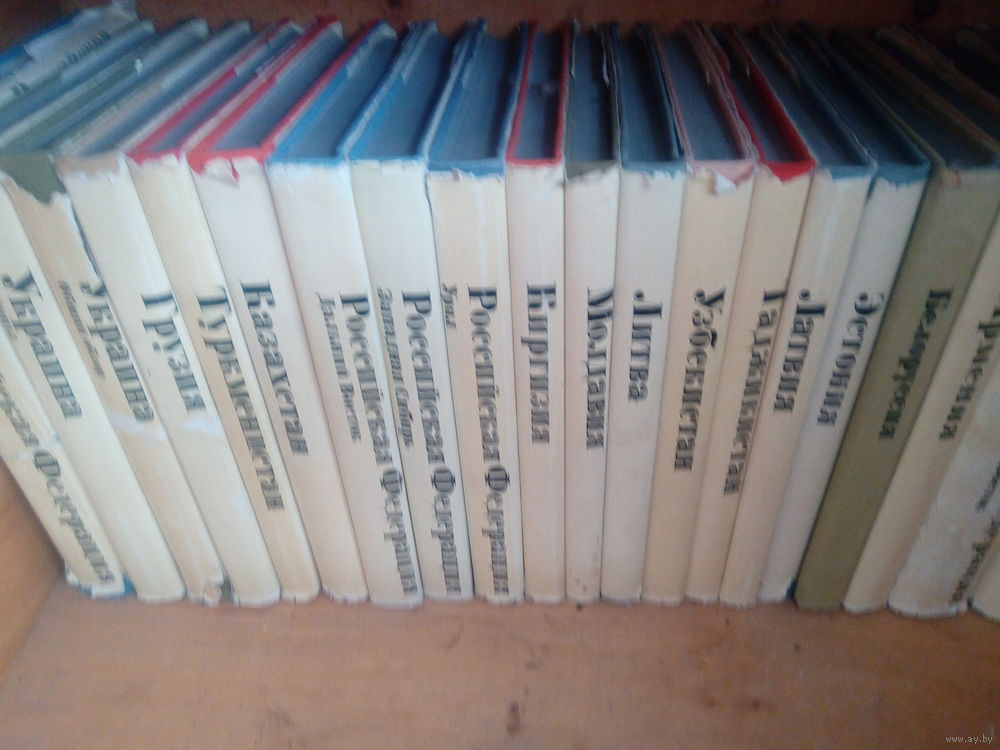 Российская Федерация
Украина
Украина
Грузия
Туркменистан
Казахстан
Российская Федерация
Дальний Восток
Российская Федерация
Западная Сибирь
Российская Федерация
Урал
Киргизия
Молдавия
Литва
Узбекистан
Таджикистан
Латвия
Эстония
Белоруссия
Армения
www.ay.by